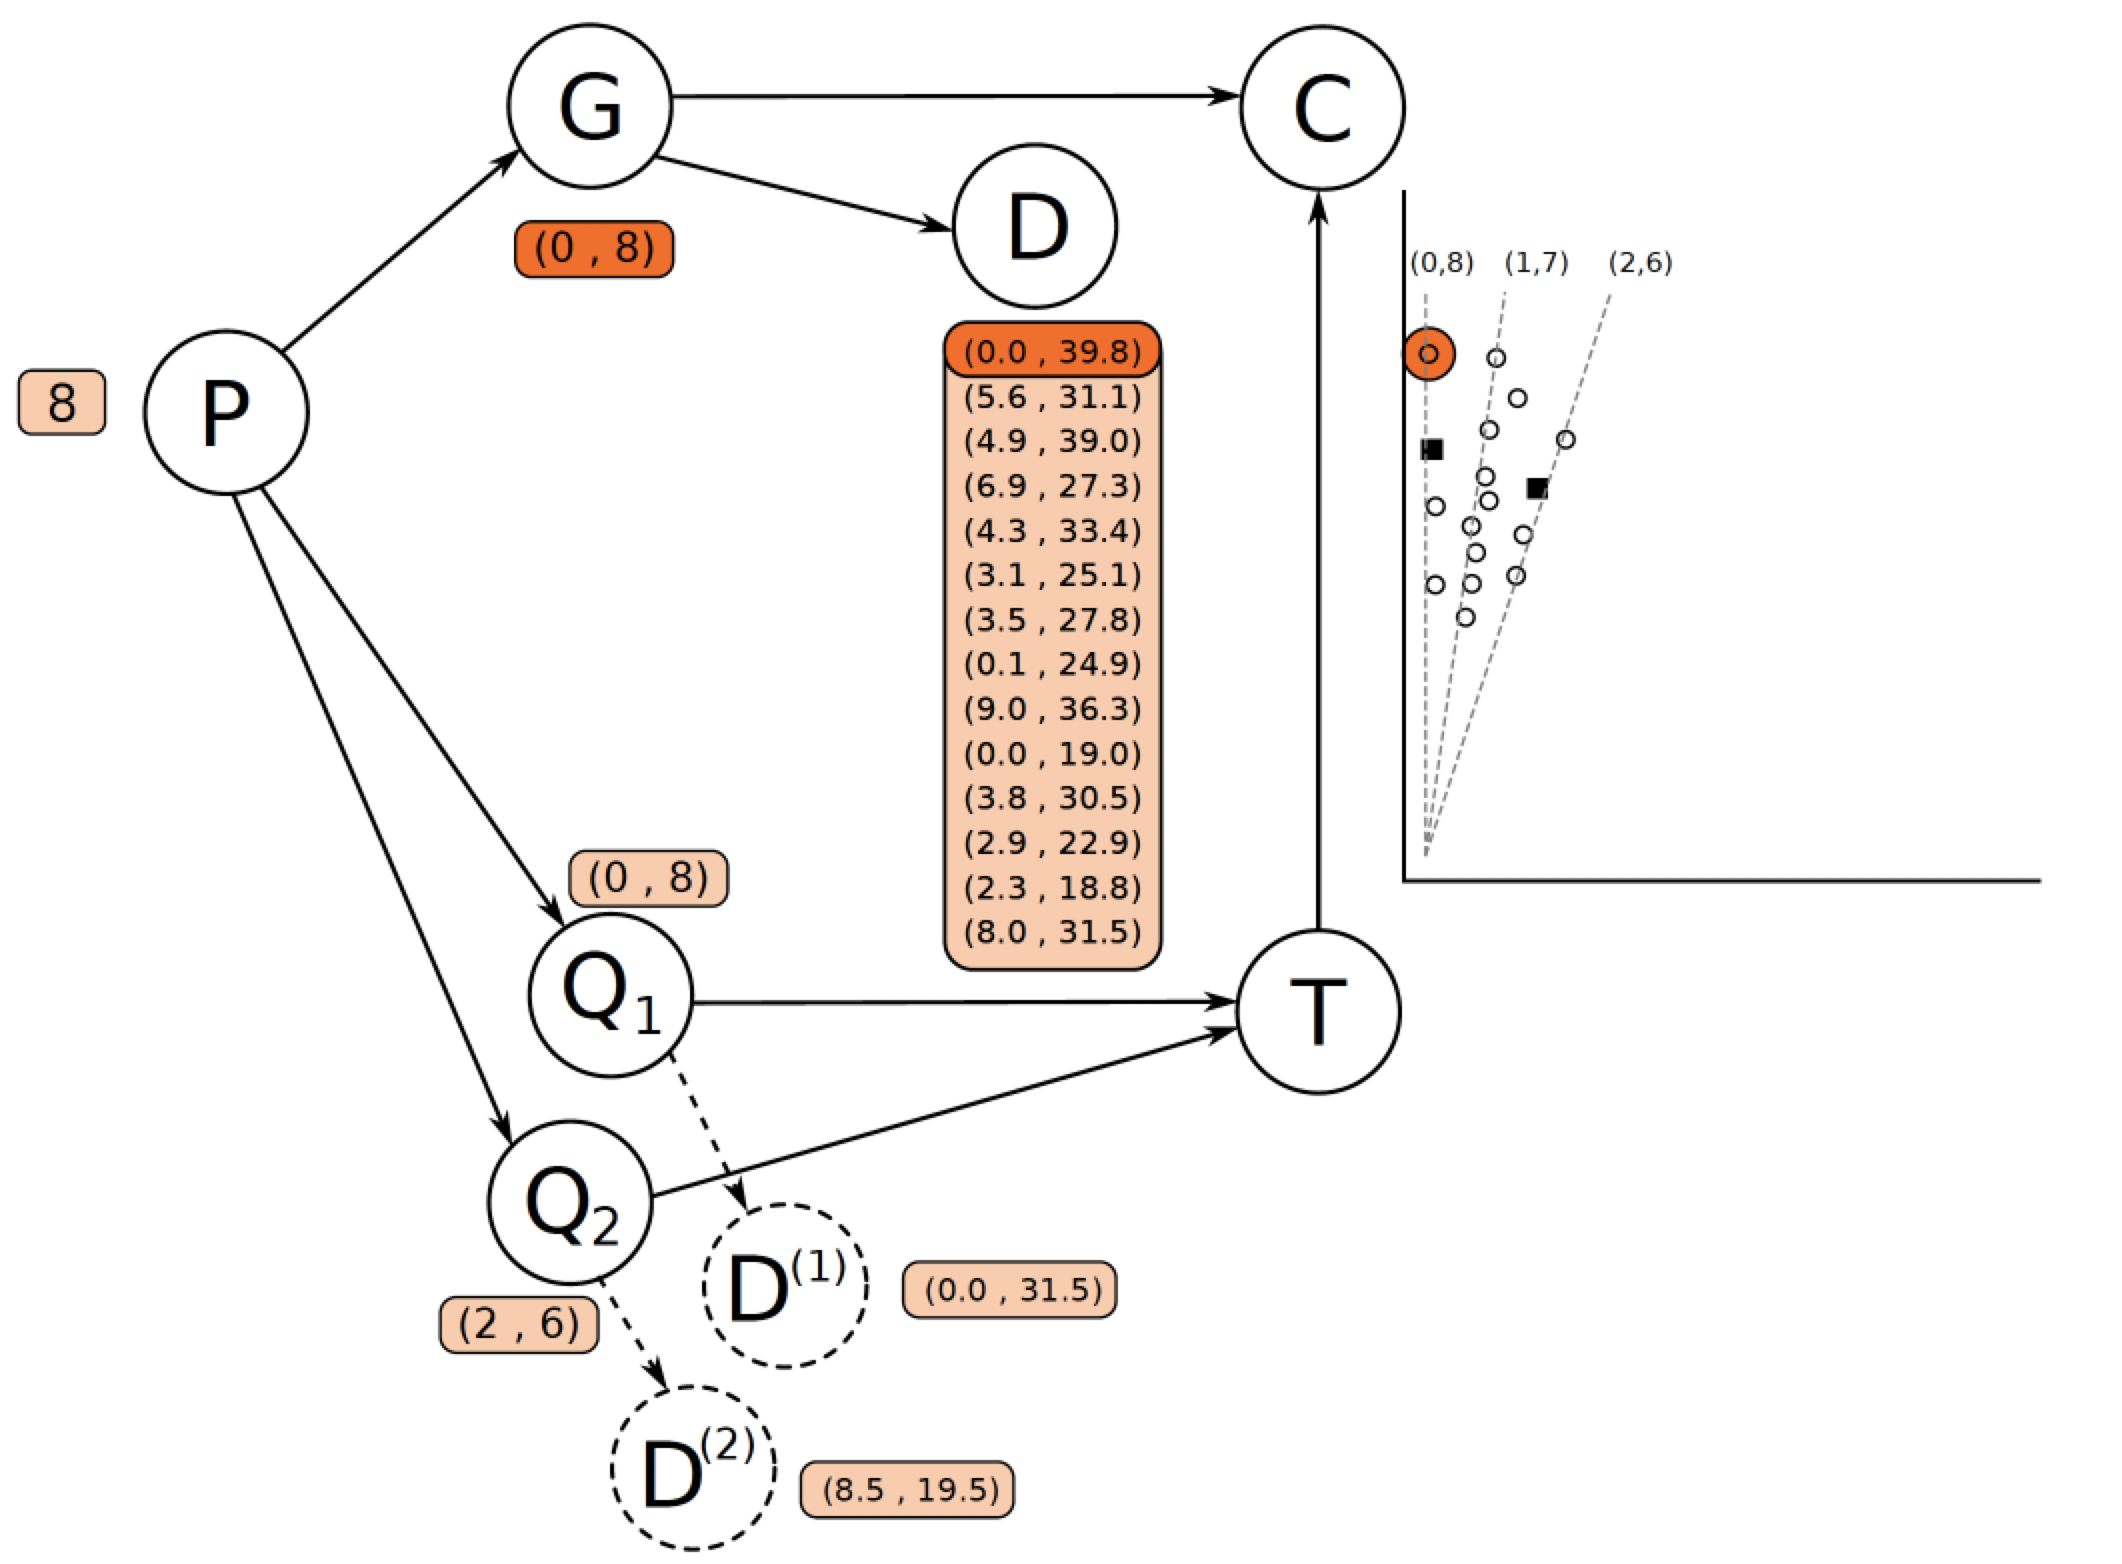 G
C
D
(0 , 8)
(0,8) (1,7) (2,6)
(0.0 , 39.8)
(5.6 , 31.1)
(4.9 , 39.0)
(6.9 , 27.3)
(4.3 , 33.4)
(3.1 , 25.1)
(3.5 , 27.8)
(0.1 , 24.9)
(9.0 , 36.3)
(0.0 , 19.0)
(3.8 , 30.5)
(2.9 , 22.9)
(2.3 , 18.8)
(8.0 , 31.5)
8
P
(0 , 8)
Q1
T
Q2
(2 , 6)
D(1)
(0.0 , 31.5)
D(2)
(8.5 , 19.5)